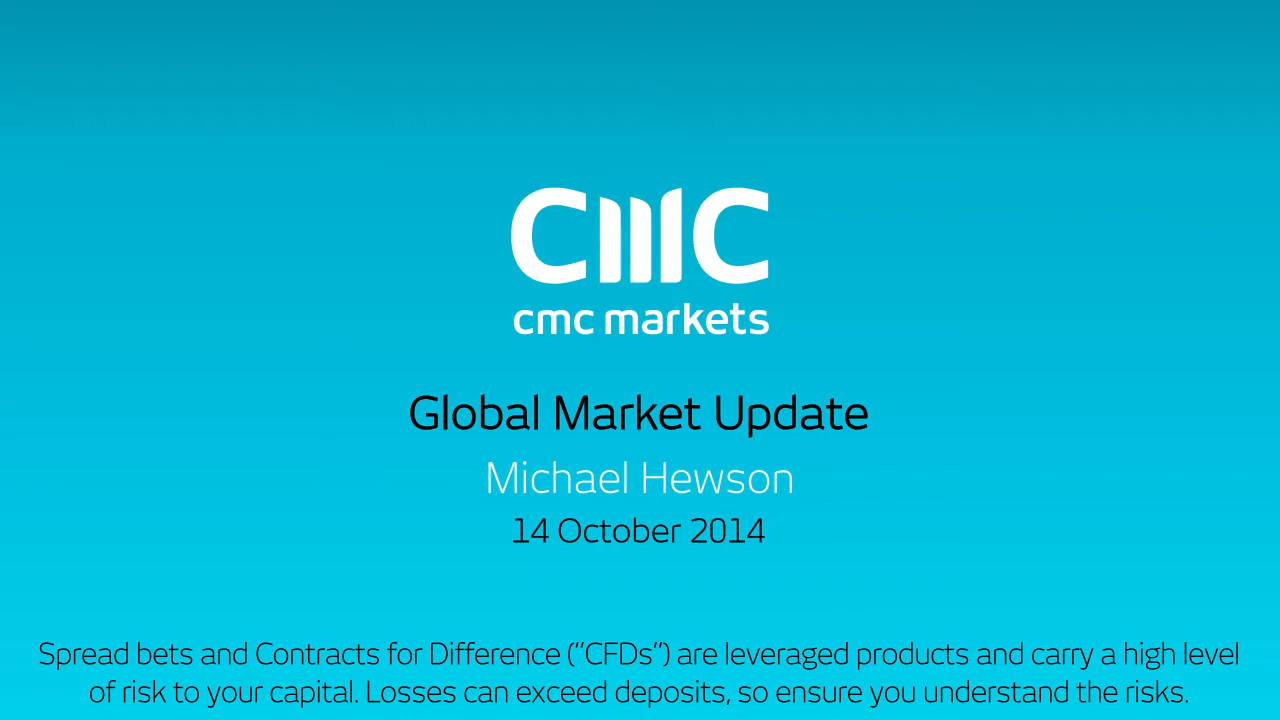 CMC
cmc markets
Global Market Update
Michael Hewson
14 October 2014
Spread bets and Contracts for Difference (“CFDs”) are leveraged products and carry a high level
of risk to your capital. Losses can exceed deposits, so ensure you understand the risks.